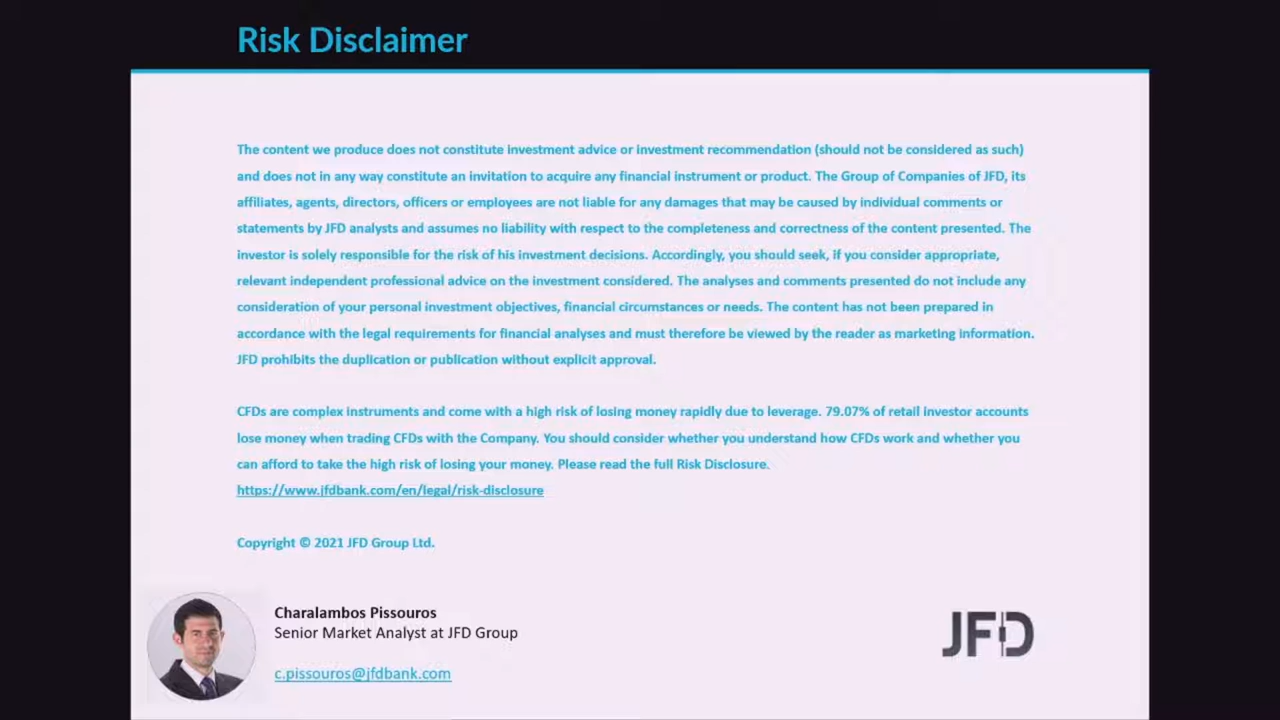 Risk Disclaimer
The content we produce does not constitute investment advice or investment recommendation (should not be considered as such)
and does not in any way constitute an invitation to acquire any financial instrument or product. The Group of Companies of JFD, its
affiliates, agents, directors, officers or employees are not liable for any damages that may be caused by individual comments or
statements by JFD analysts and assumes no liability with respect to the completeness and correctness of the content presented. The
investor is solely responsible for the risk of his investment decisions. Accordingly, you should seek, if you consider appropriate,
relevant independent professional advice on the investment considered. The analyses and comments presented do not include any
consideration of your personal investment objectives, financial circumstances or needs. The content has not been prepared in
accordance with the legal requirements for financial analyses and must therefore be viewed by the reader as marketing information.
JFD prohibits the duplication or publication without explicit approval.
CFDs are complex instruments and come with a high risk of losing money rapidly due to leverage. 79.07% of retail investor accounts
lose money when trading CFDs with the Company. You should consider whether you understand how CFDs work and whether you
can afford to take the high risk of losing your money. Please read the full Risk Disclosure.
https://www.jfdbank.com/en/legal/risk-disclosure
Copyright © 2021 JFD Group Ltd.
Charalambos Pissouros
Senior Market Analyst at JFD Group
c.pissouros@jfdbank.com
JFD